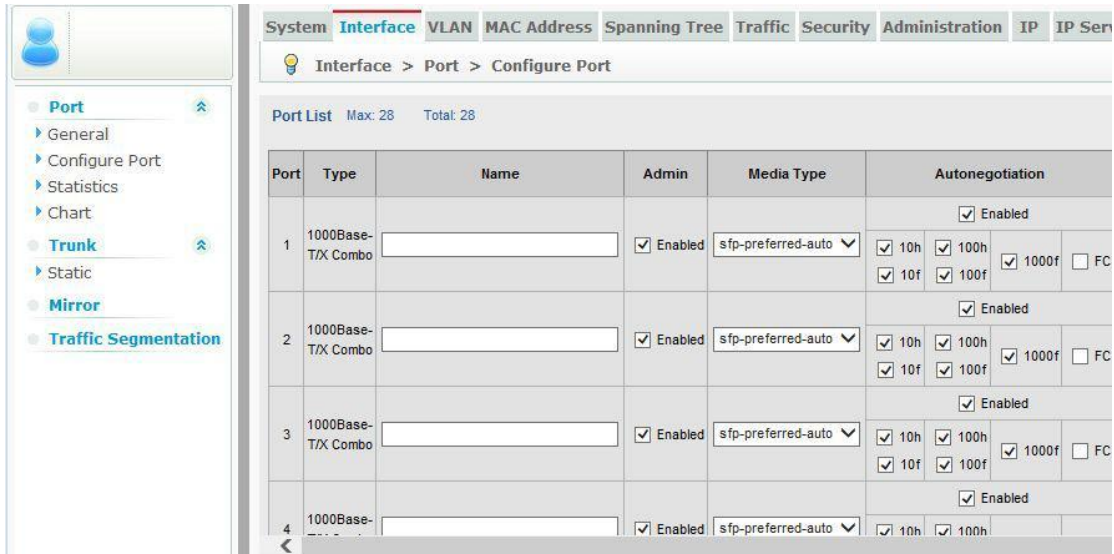 System Interface VLAN MAC Address Spanning Tree Traffic Security Administration IP IP Serv
Interface > Port > Configure Port
Port
General
Configure Port
Statistics
Chart
Trunk
Static
Mirror
Traffic Segmentation
Port List Max: 28 Total: 28
Port Type Name Admin Media Type Autonegotiation
Enabled
1 1000Base-T/X Combo Enabled sfp-preferred-auto 10h 100h 1000f FC
10f 100f
Enabled
2 1000Base-T/X Combo Enabled sfp-preferred-auto 10h 100h 1000f FC
10f 100f
Enabled
3 1000Base-T/X Combo Enabled sfp-preferred-auto 10h 100h 1000f FC
10f 100f
Enabled
4 1000Base- Enabled sfp-preferred-auto 10h 100h